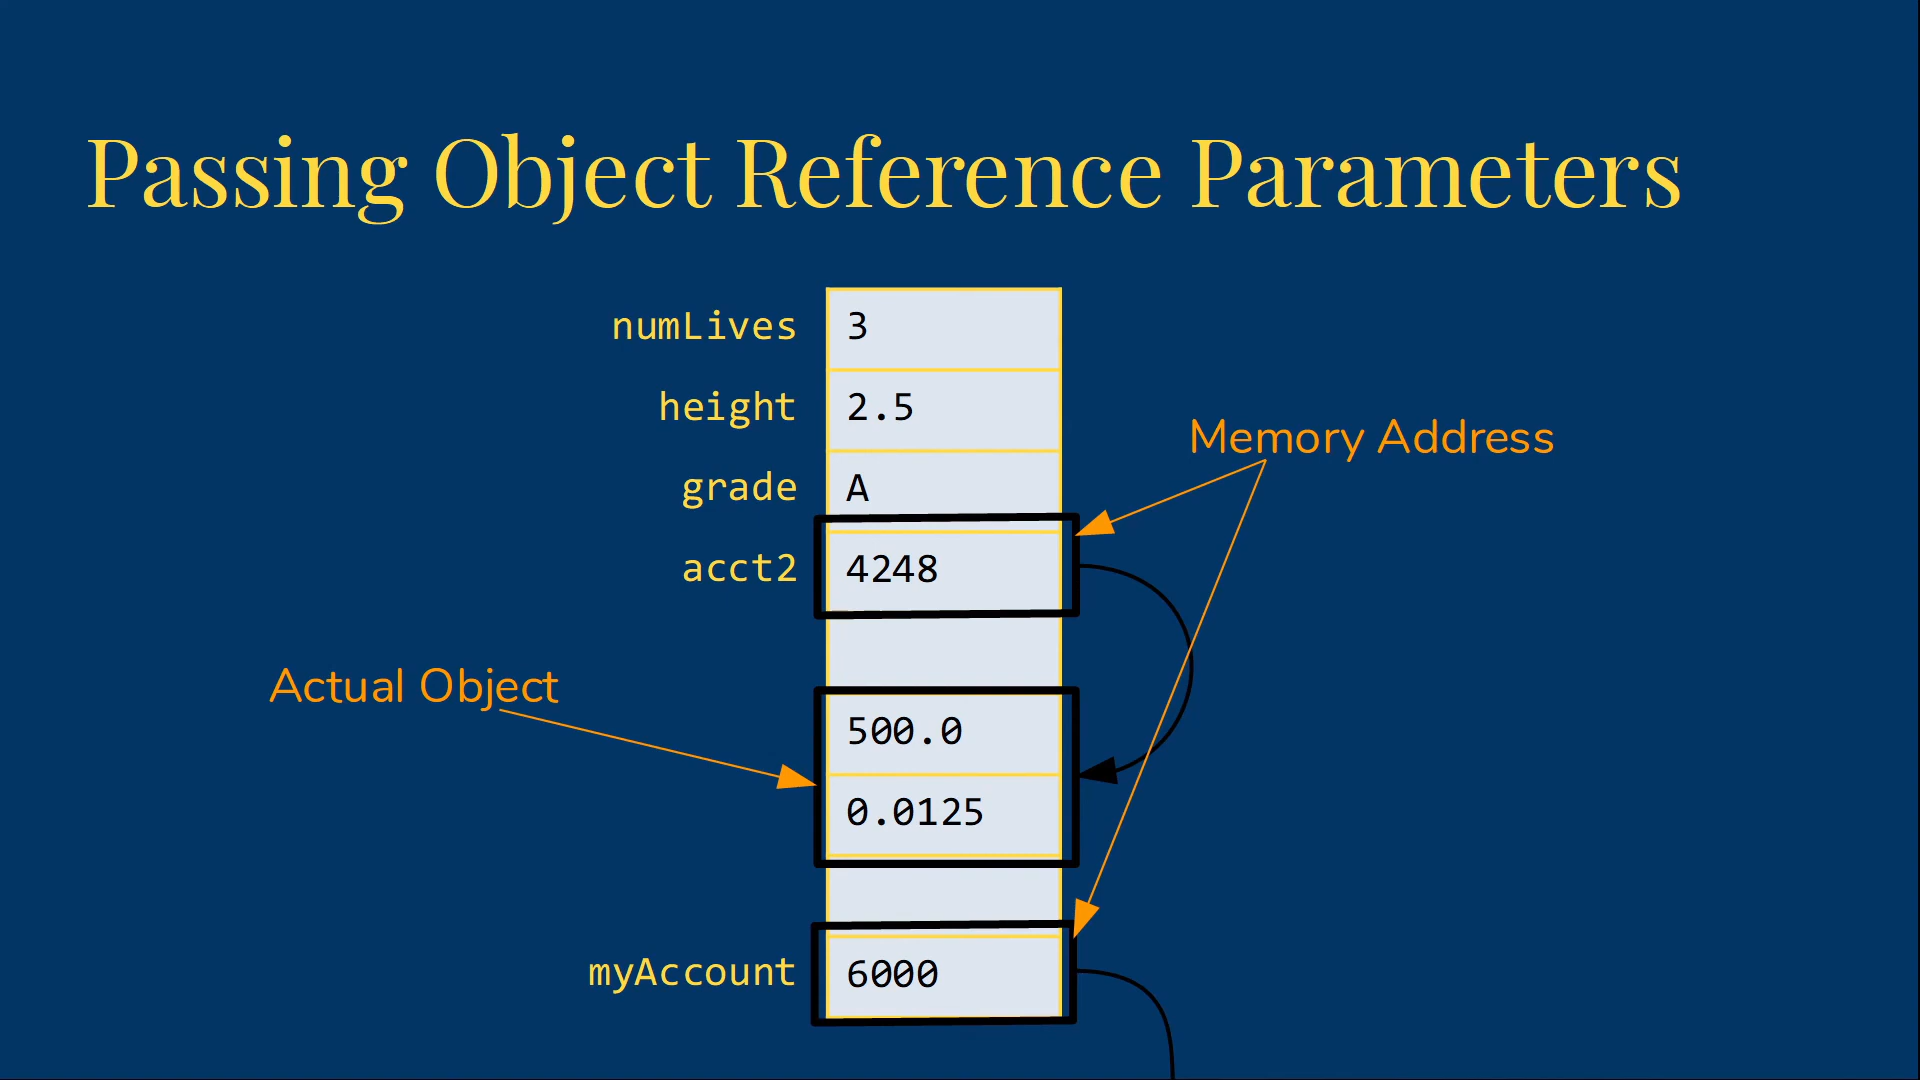 Passing Object Reference Parameters
numLives 3
height 2.5
Memory Address
grade A
acct2 4248
Actual Object
500.0
0.0125
myAccount 6000